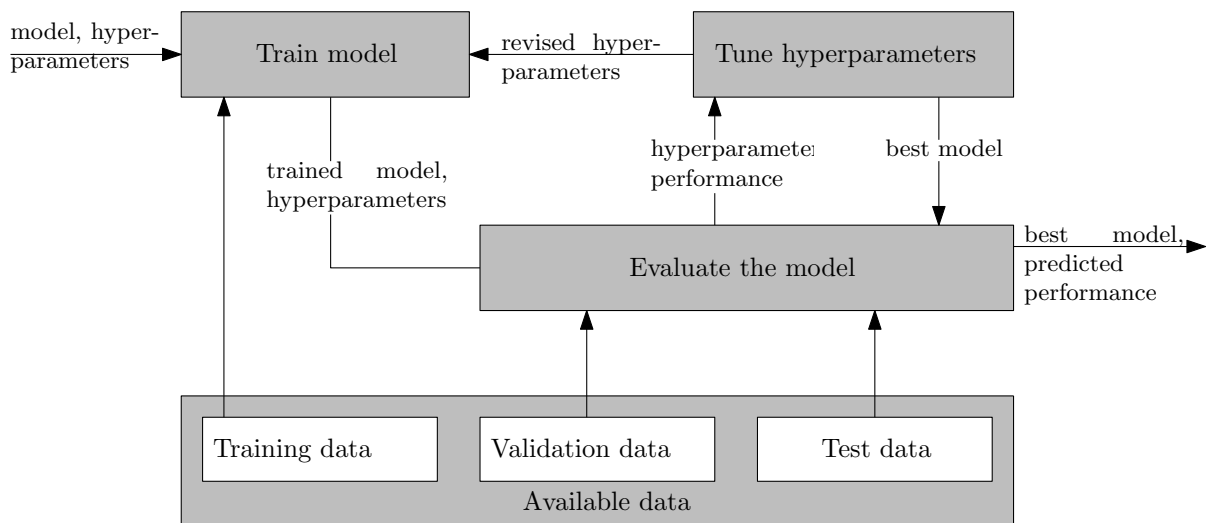 model, hyper-
parameters
Train model
revised hyper-
parameters
Tune hyperparameters
trained model,
hyperparameters
hyperparameter
performance
best model
Evaluate the model
best model,
predicted
performance
Training data
Validation data
Test data
Available data